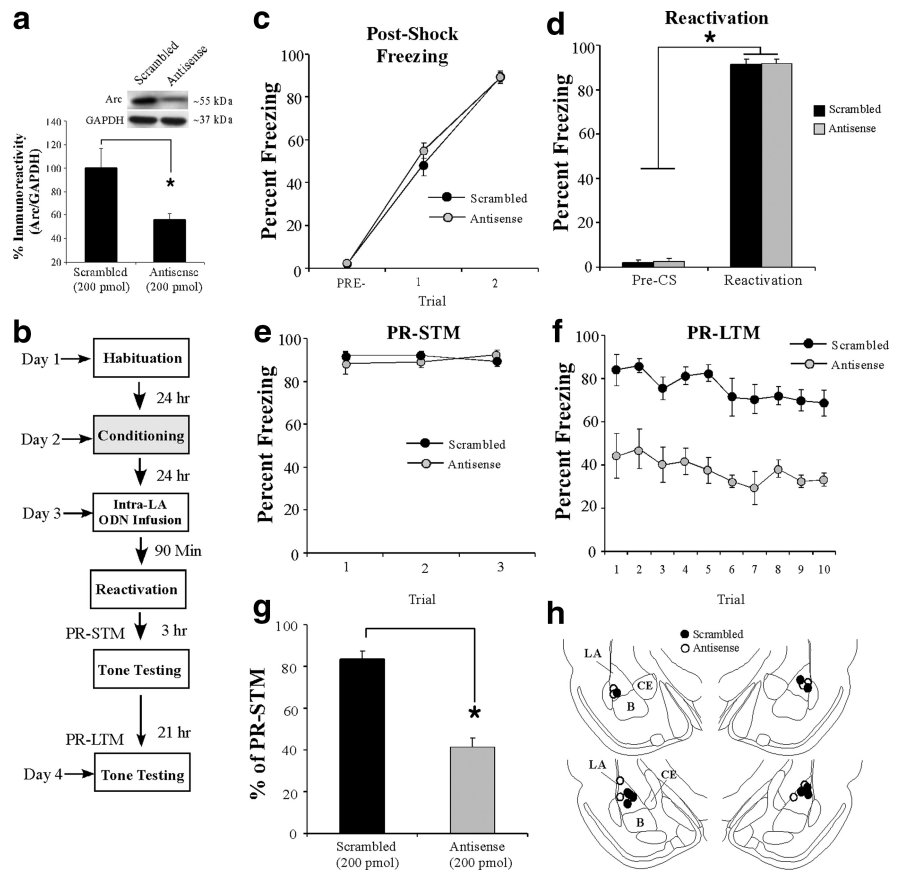 a
Scrambled
Antisense
Arc
~55 kDa
GAPDH
~37 kDa
% Immunoreactivity
(Arc/GAPDH)
140
120
100
80
60
40
20
*
Scrambled
(200 pmol)
Antisense
(200 pmol)
b
Day 1
Habituation
24 hr
Day 2
Conditioning
24 hr
Day 3
Intra-LA
ODN Infusion
90 Min
Reactivation
PR-STM
3 hr
Tone Testing
PR-LTM
21 hr
Day 4
Tone Testing
c
Post-Shock
Freezing
Percent Freezing
100
80
60
40
20
0
Scrambled
Antisense
PRE-
1
2
Trial
d
Reactivation
*
Percent Freezing
100
80
60
40
20
0
Scrambled
Antisense
Pre-CS
Reactivation
e
PR-STM
Percent Freezing
100
80
60
40
20
0
Scrambled
Antisense
1
2
3
Trial
f
PR-LTM
Percent Freezing
100
80
60
40
20
0
Scrambled
Antisense
1 2 3 4 5 6 7 8 9 10
Trial
g
% of PR-STM
100
80
60
40
20
0
*
Scrambled
(200 pmol)
Antisense
(200 pmol)
h
Scrambled
Antisense
LA
CE
B
LA
CE
B